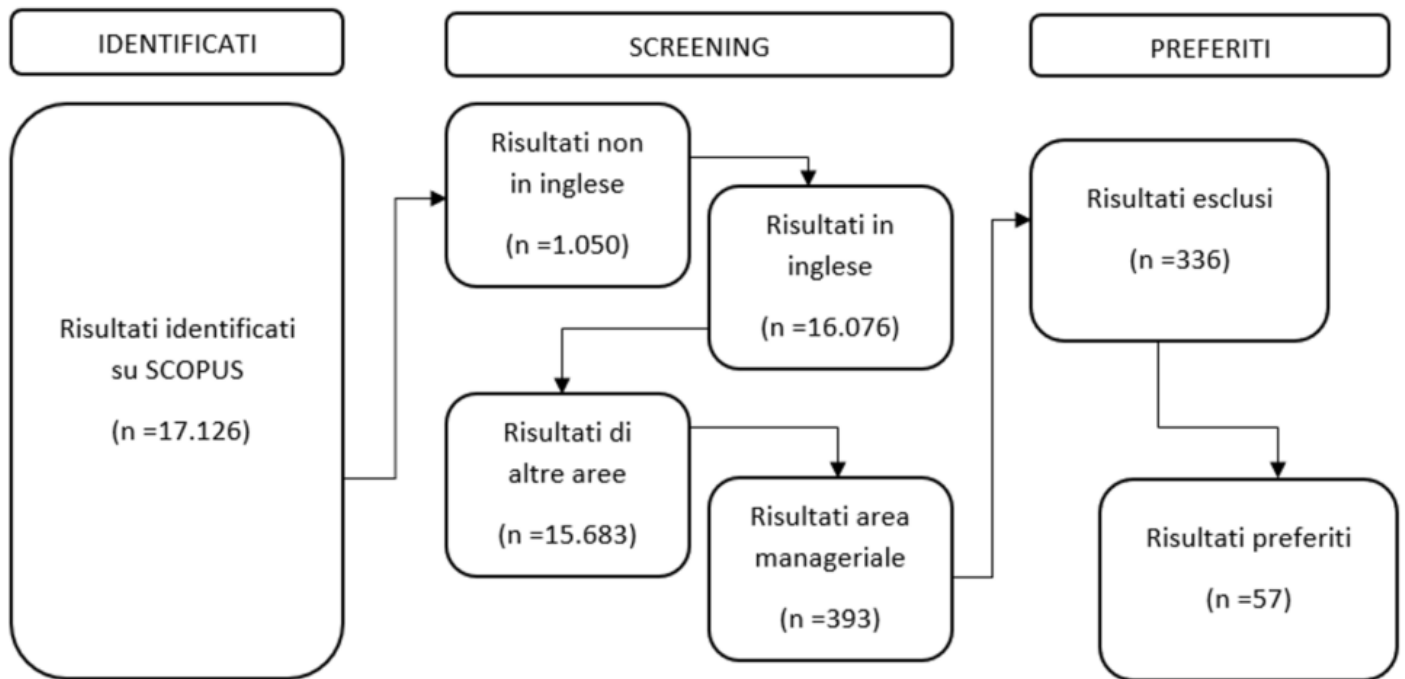 IDENTIFICATI
SCREENING
PREFERITI
Risultati identificati
su SCOPUS
(n =17.126)
Risultati non
in inglese
(n =1.050)
Risultati in
inglese
(n =16.076)
Risultati di
altre aree
(n =15.683)
Risultati area
manageriale
(n =393)
Risultati esclusi
(n =336)
Risultati preferiti
(n =57)